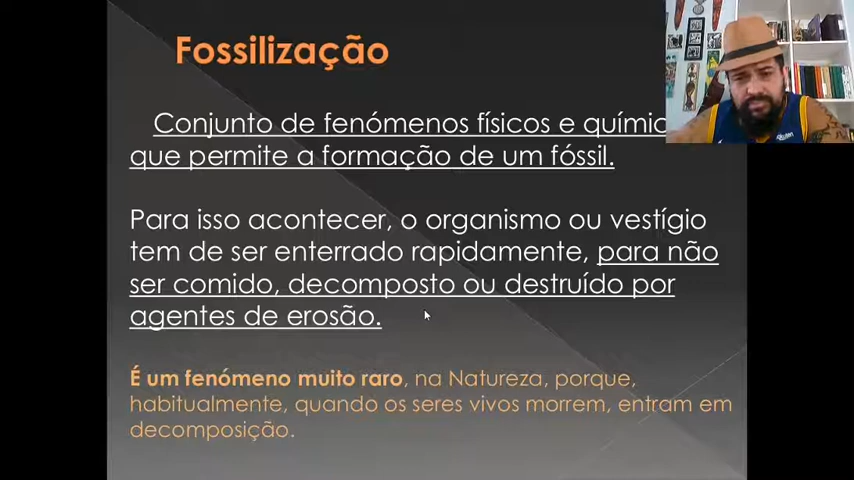 Fossilização
Conjunto de fenómenos físicos e
que permite a formação de um fóssil.
Para isso acontecer, o organismo ou vestígio
tem de ser enterrado rapidamente, para não
ser comido, decomposto ou destruído por
agentes de erosão.
É um fenómeno muito raro, na Natureza, porque,
habitualmente, quando os seres vivos morrem, entram em
decomposição.